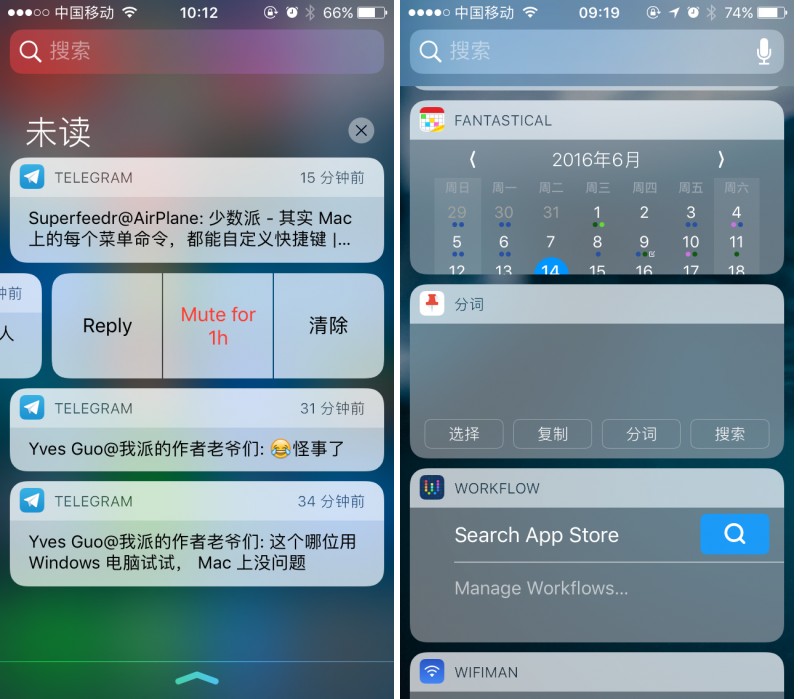 中国移动
10:12
66%
搜索
未读
TELEGRAM
15 分钟前
Superfeedr@AirPlane: 少数派 - 其实 Mac
上的每个菜单命令，都能自定义快捷键 |...
钟前
人
Reply
Mute for
1h
清除
TELEGRAM
31 分钟前
Yves Guo@我派的作者老爷们: 😂怪事了
TELEGRAM
34 分钟前
Yves Guo@我派的作者老爷们: 这个哪位用
Windows 电脑试试， Mac 上没问题
中国移动
09:19
74%
搜索
FANTASTICAL
2016年6月
周日 周一 周二 周三 周四 周五 周六
29 30 31 1 2 3 4
5 6 7 8 9 10 11
12 13 14 15 16 17 18
分词
选择 复制 分词 搜索
WORKFLOW
Search App Store
Manage Workflows...
WIFIMAN